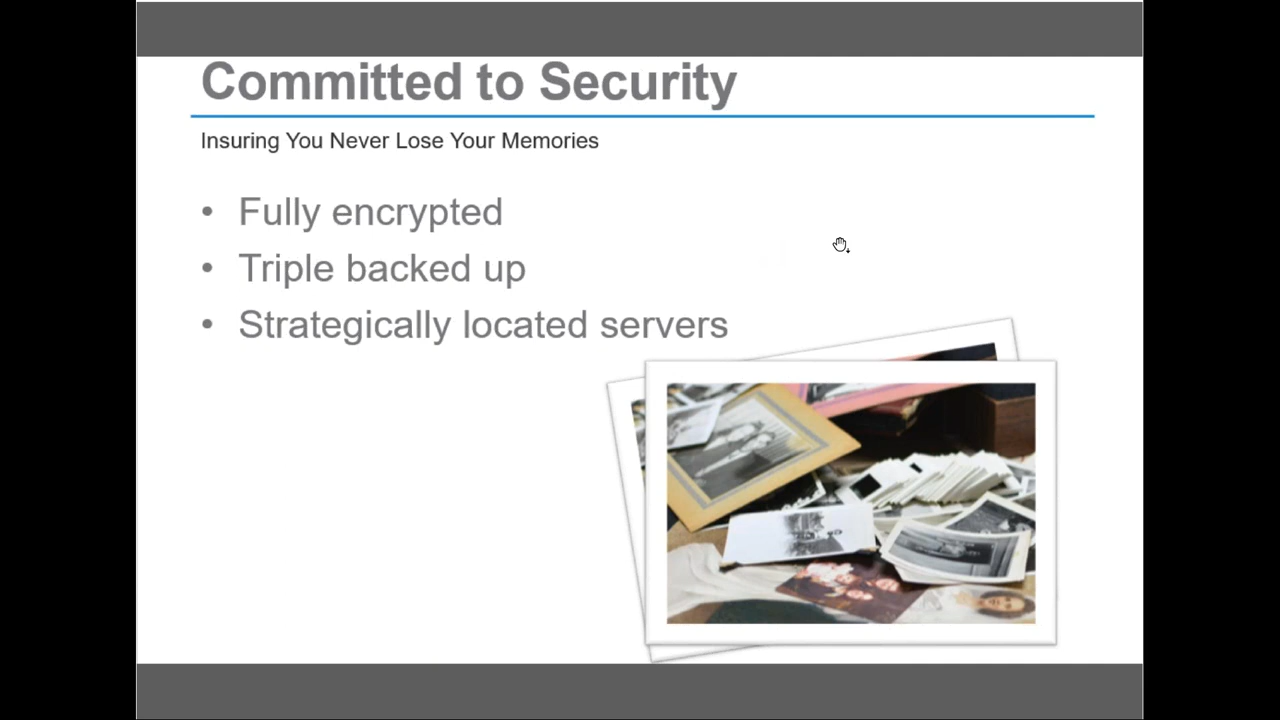 Committed to Security
Insuring You Never Lose Your Memories
• Fully encrypted
• Triple backed up
• Strategically located servers